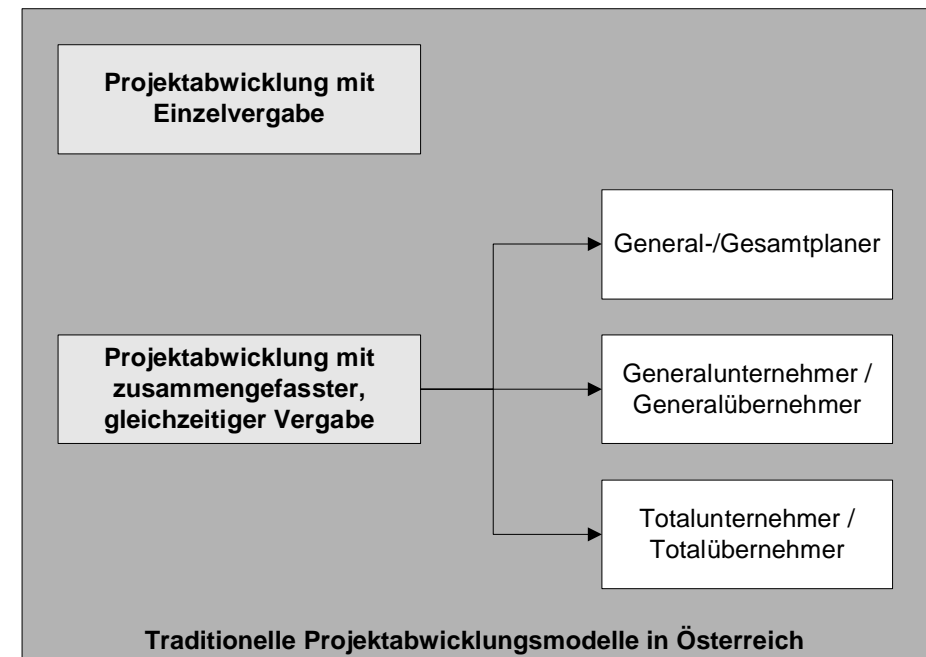 Projektabwicklung mit
Einzelvergabe
General-/Gesamtplaner
Projektabwicklung mit
zusammengefasster,
gleichzeitiger Vergabe
Generalunternehmer /
Generalübernehmer
Totalunternehmer /
Totalübernehmer
Traditionelle Projektabwicklungsmodelle in Österreich